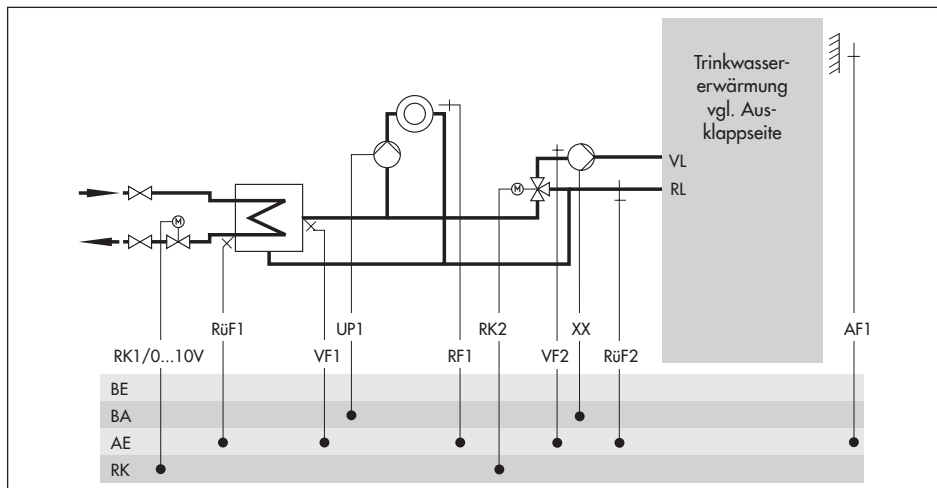 Trinkwasser-
erwärmung
vgl. Aus-
klappseite
VL
RL
M
M
RüF1
UP1
RK2
XX
AF1
RK1/0...10V
VF1
RF1
VF2
RüF2
BE
BA
AE
RK